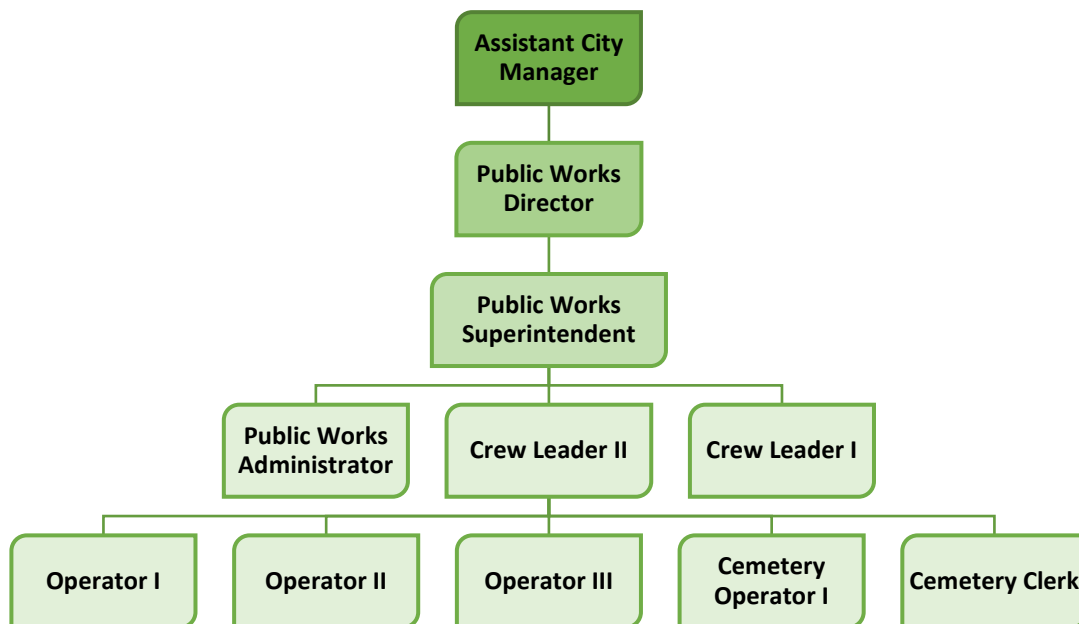 Assistant City
Manager
Public Works
Director
Public Works
Superintendent
Public Works
Administrator
Crew Leader II
Crew Leader I
Operator I
Operator II
Operator III
Cemetery
Operator I
Cemetery Clerk